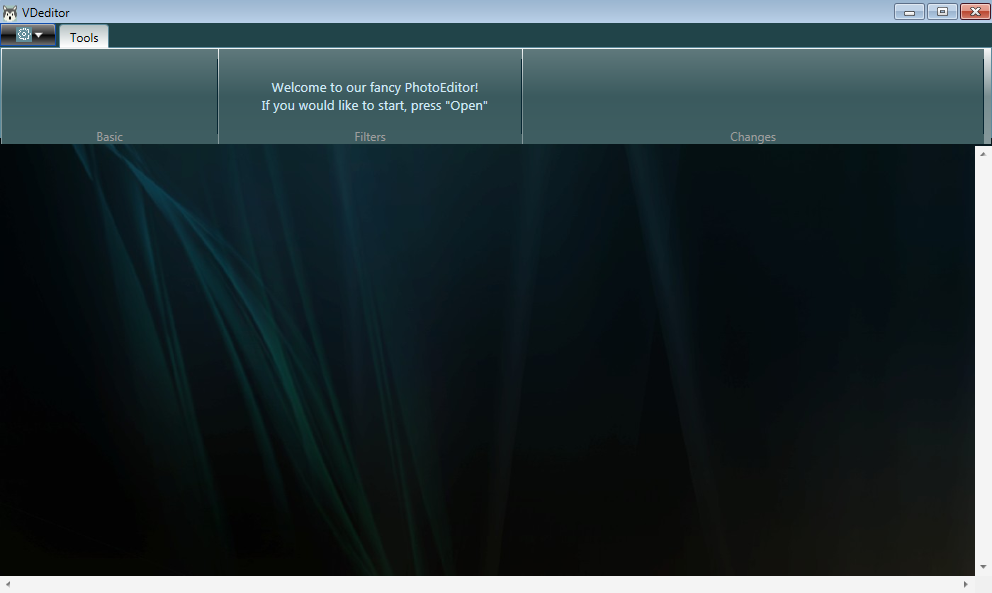 VDeditor
Tools
Welcome to our fancy PhotoEditor!
If you would like to start, press "Open"
Basic
Filters
Changes